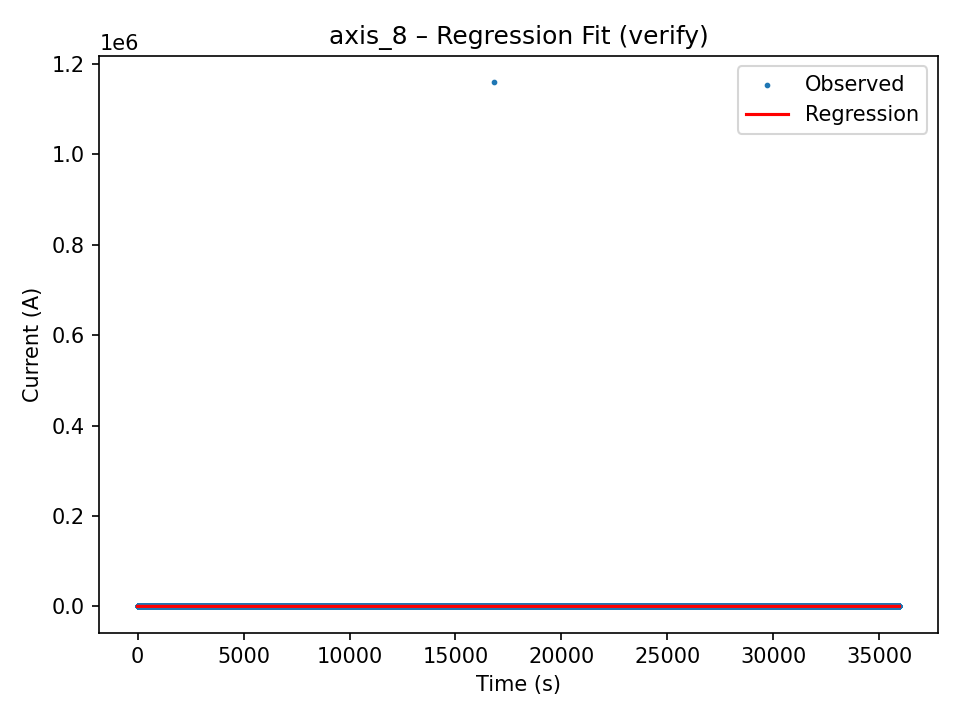 axis_8 – Regression Fit (verify)
1e6
1.2
1.0
0.8
0.6
0.4
0.2
0.0
Current (A)
Observed
Regression
0 5000 10000 15000 20000 25000 30000 35000
Time (s)